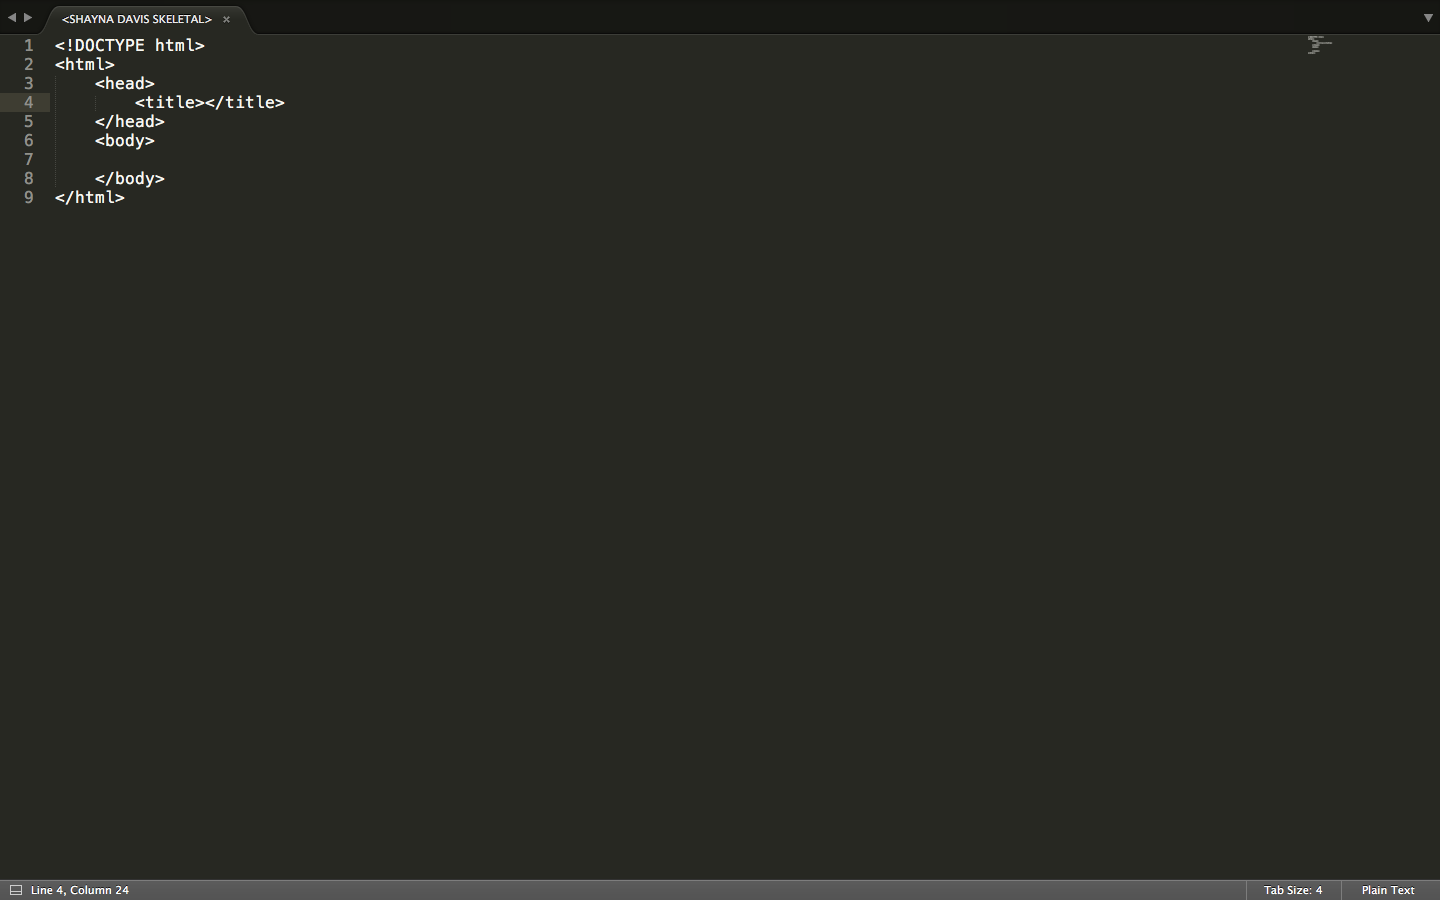 <SHAYNA DAVIS SKELETAL> ×
1 <!DOCTYPE html>
2 <html>
3     <head>
4         <title></title>
5     </head>
6     <body>
7
8     </body>
9 </html>
Line 4, Column 24 Tab Size: 4 Plain Text